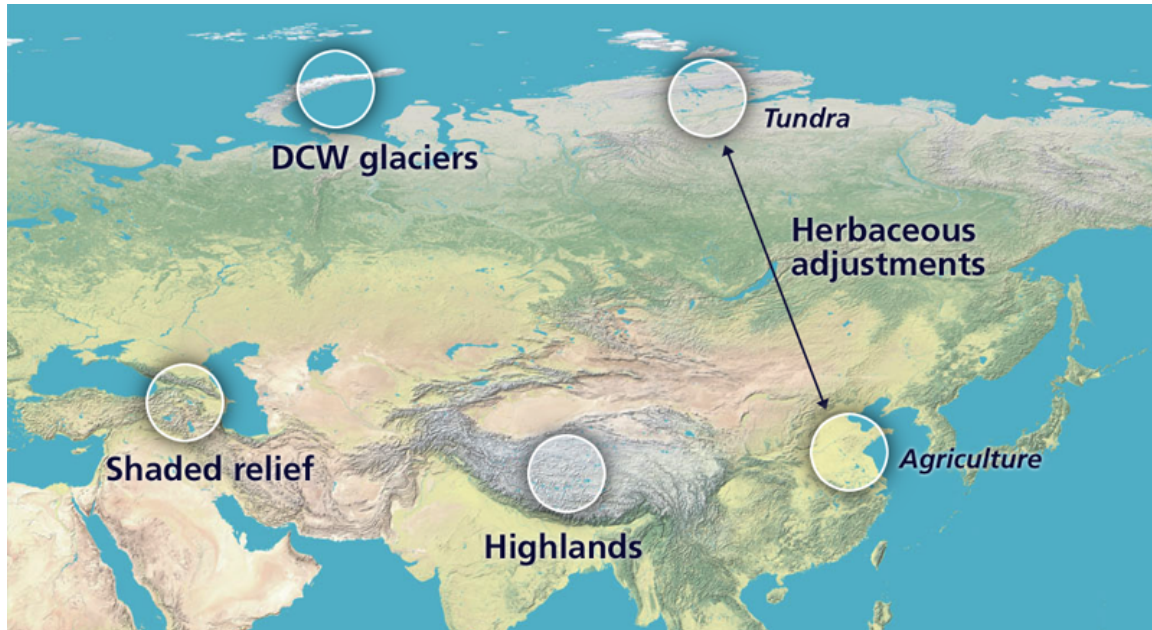 DCW glaciers
Tundra
Herbaceous
adjustments
Shaded relief
Agriculture
Highlands